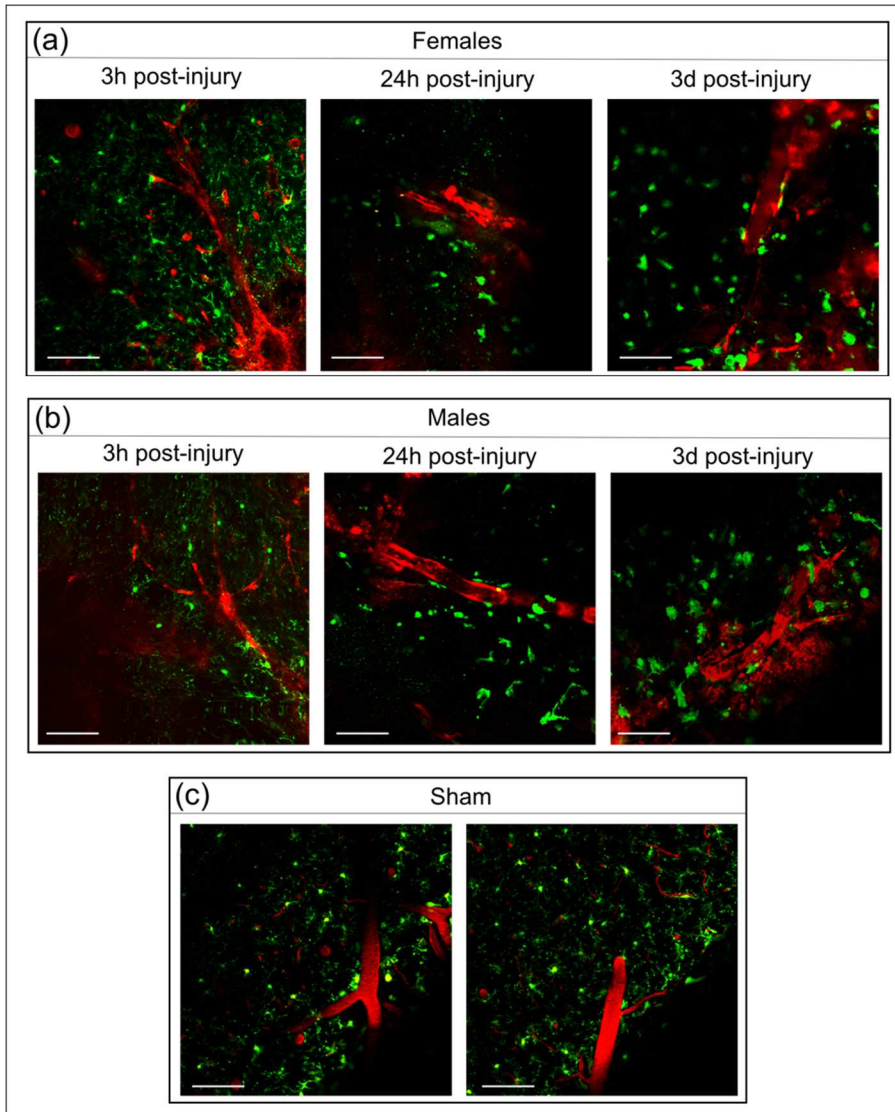 (a)
Females
3h post-injury
24h post-injury
3d post-injury
(b)
Males
3h post-injury
24h post-injury
3d post-injury
(c)
Sham